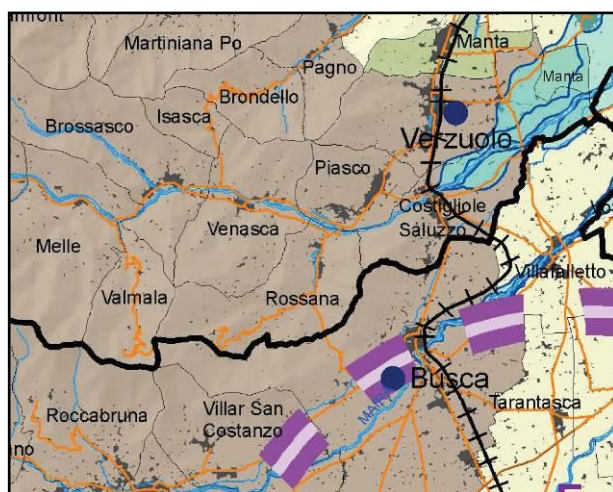 Martiniana Po
Manta
Pagno
Manta
Brondello
Isasca
Verzuolo
Brossasco
Piasco
Costigliole
Saluzzo
Venasca
Melle
Villafalletto
Valmala
Rossana
Busca
Tarantasca
Roccabruna
Villar San
Costanzo